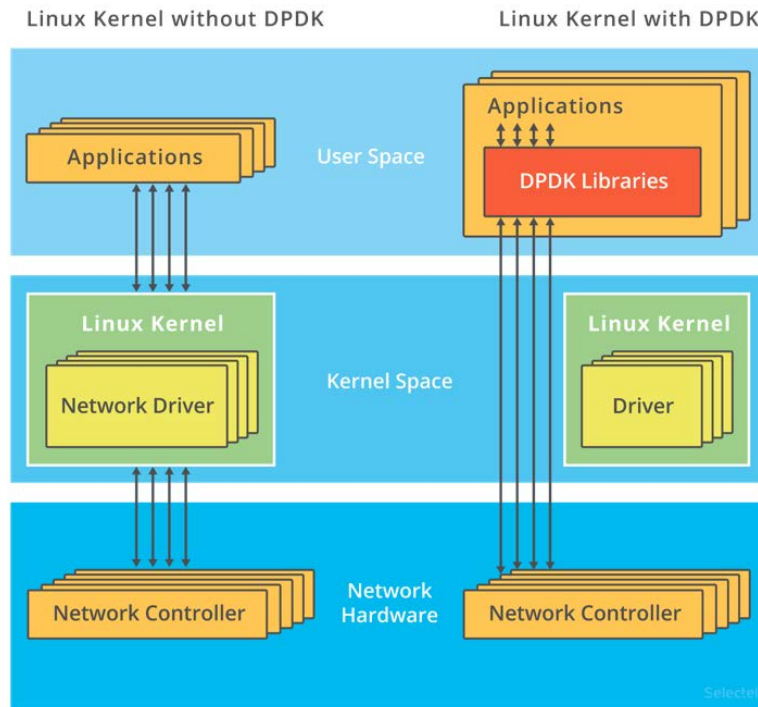 Linux Kernel without DPDK
Linux Kernel with DPDK
Applications
User Space
Applications
DPDK Libraries
Linux Kernel
Network Driver
Kernel Space
Linux Kernel
Driver
Network Controller
Network
Hardware
Network Controller